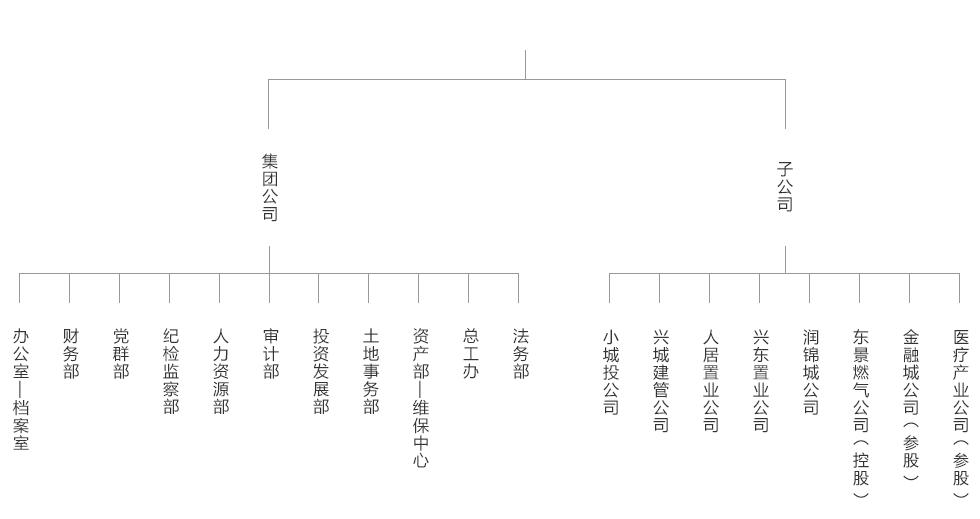 集团公司
子公司
办公室—档案室
财务部
党群部
纪检监察部
人力资源部
审计部
投资发展部
土地事务部
资产部—维保中心
总工办
法务部
小城投公司
兴城建管公司
人居置业公司
兴东置业公司
润锦城公司
东景燃气公司（控股）
金融城公司（参股）
医疗产业公司（参股）